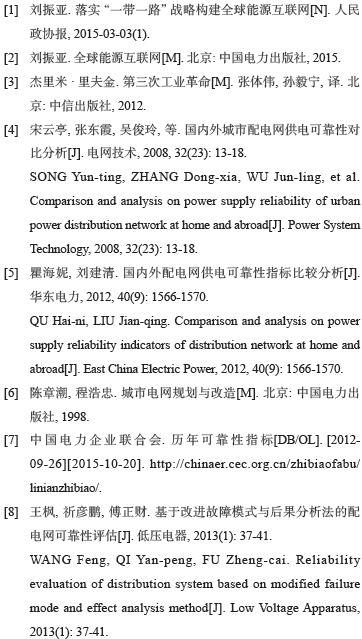 [1] 刘振亚. 落实“一带一路”战略构建全球能源互联网[N]. 人民
政协报, 2015-03-03(1).
[2] 刘振亚. 全球能源互联网[M]. 北京: 中国电力出版社, 2015.
[3] 杰里米·里夫金. 第三次工业革命[M]. 张体伟, 孙毅宁, 译. 北
京: 中信出版社, 2012.
[4] 宋云亭, 张东霞, 吴俊玲, 等. 国内外城市配电网供电可靠性对
比分析[J]. 电网技术, 2008, 32(23): 13-18.
SONG Yun-ting, ZHANG Dong-xia, WU Jun-ling, et al.
Comparison and analysis on power supply reliability of urban
power distribution network at home and abroad[J]. Power System
Technology, 2008, 32(23): 13-18.
[5] 瞿海妮, 刘建清. 国内外配电网供电可靠性指标比较分析[J].
华东电力, 2012, 40(9): 1566-1570.
QU Hai-ni, LIU Jian-qing. Comparison and analysis on power
supply reliability indicators of distribution network at home and
abroad[J]. East China Electric Power, 2012, 40(9): 1566-1570.
[6] 陈章潮, 程浩忠. 城市电网规划与改造[M]. 北京: 中国电力出
版社, 1998.
[7] 中国电力企业联合会. 历年可靠性指标[DB/OL]. [2012-
09-26][2015-10-20]. http://chinaer.cec.org.cn/zhibiaofabu/
linianzhibiao/.
[8] 王枫, 祁彦鹏, 傅正财. 基于改进故障模式与后果分析法的配
电网可靠性评估[J]. 低压电器, 2013(1): 37-41.
WANG Feng, QI Yan-peng, FU Zheng-cai. Reliability
evaluation of distribution system based on modified failure
mode and effect analysis method[J]. Low Voltage Apparatus,
2013(1): 37-41.